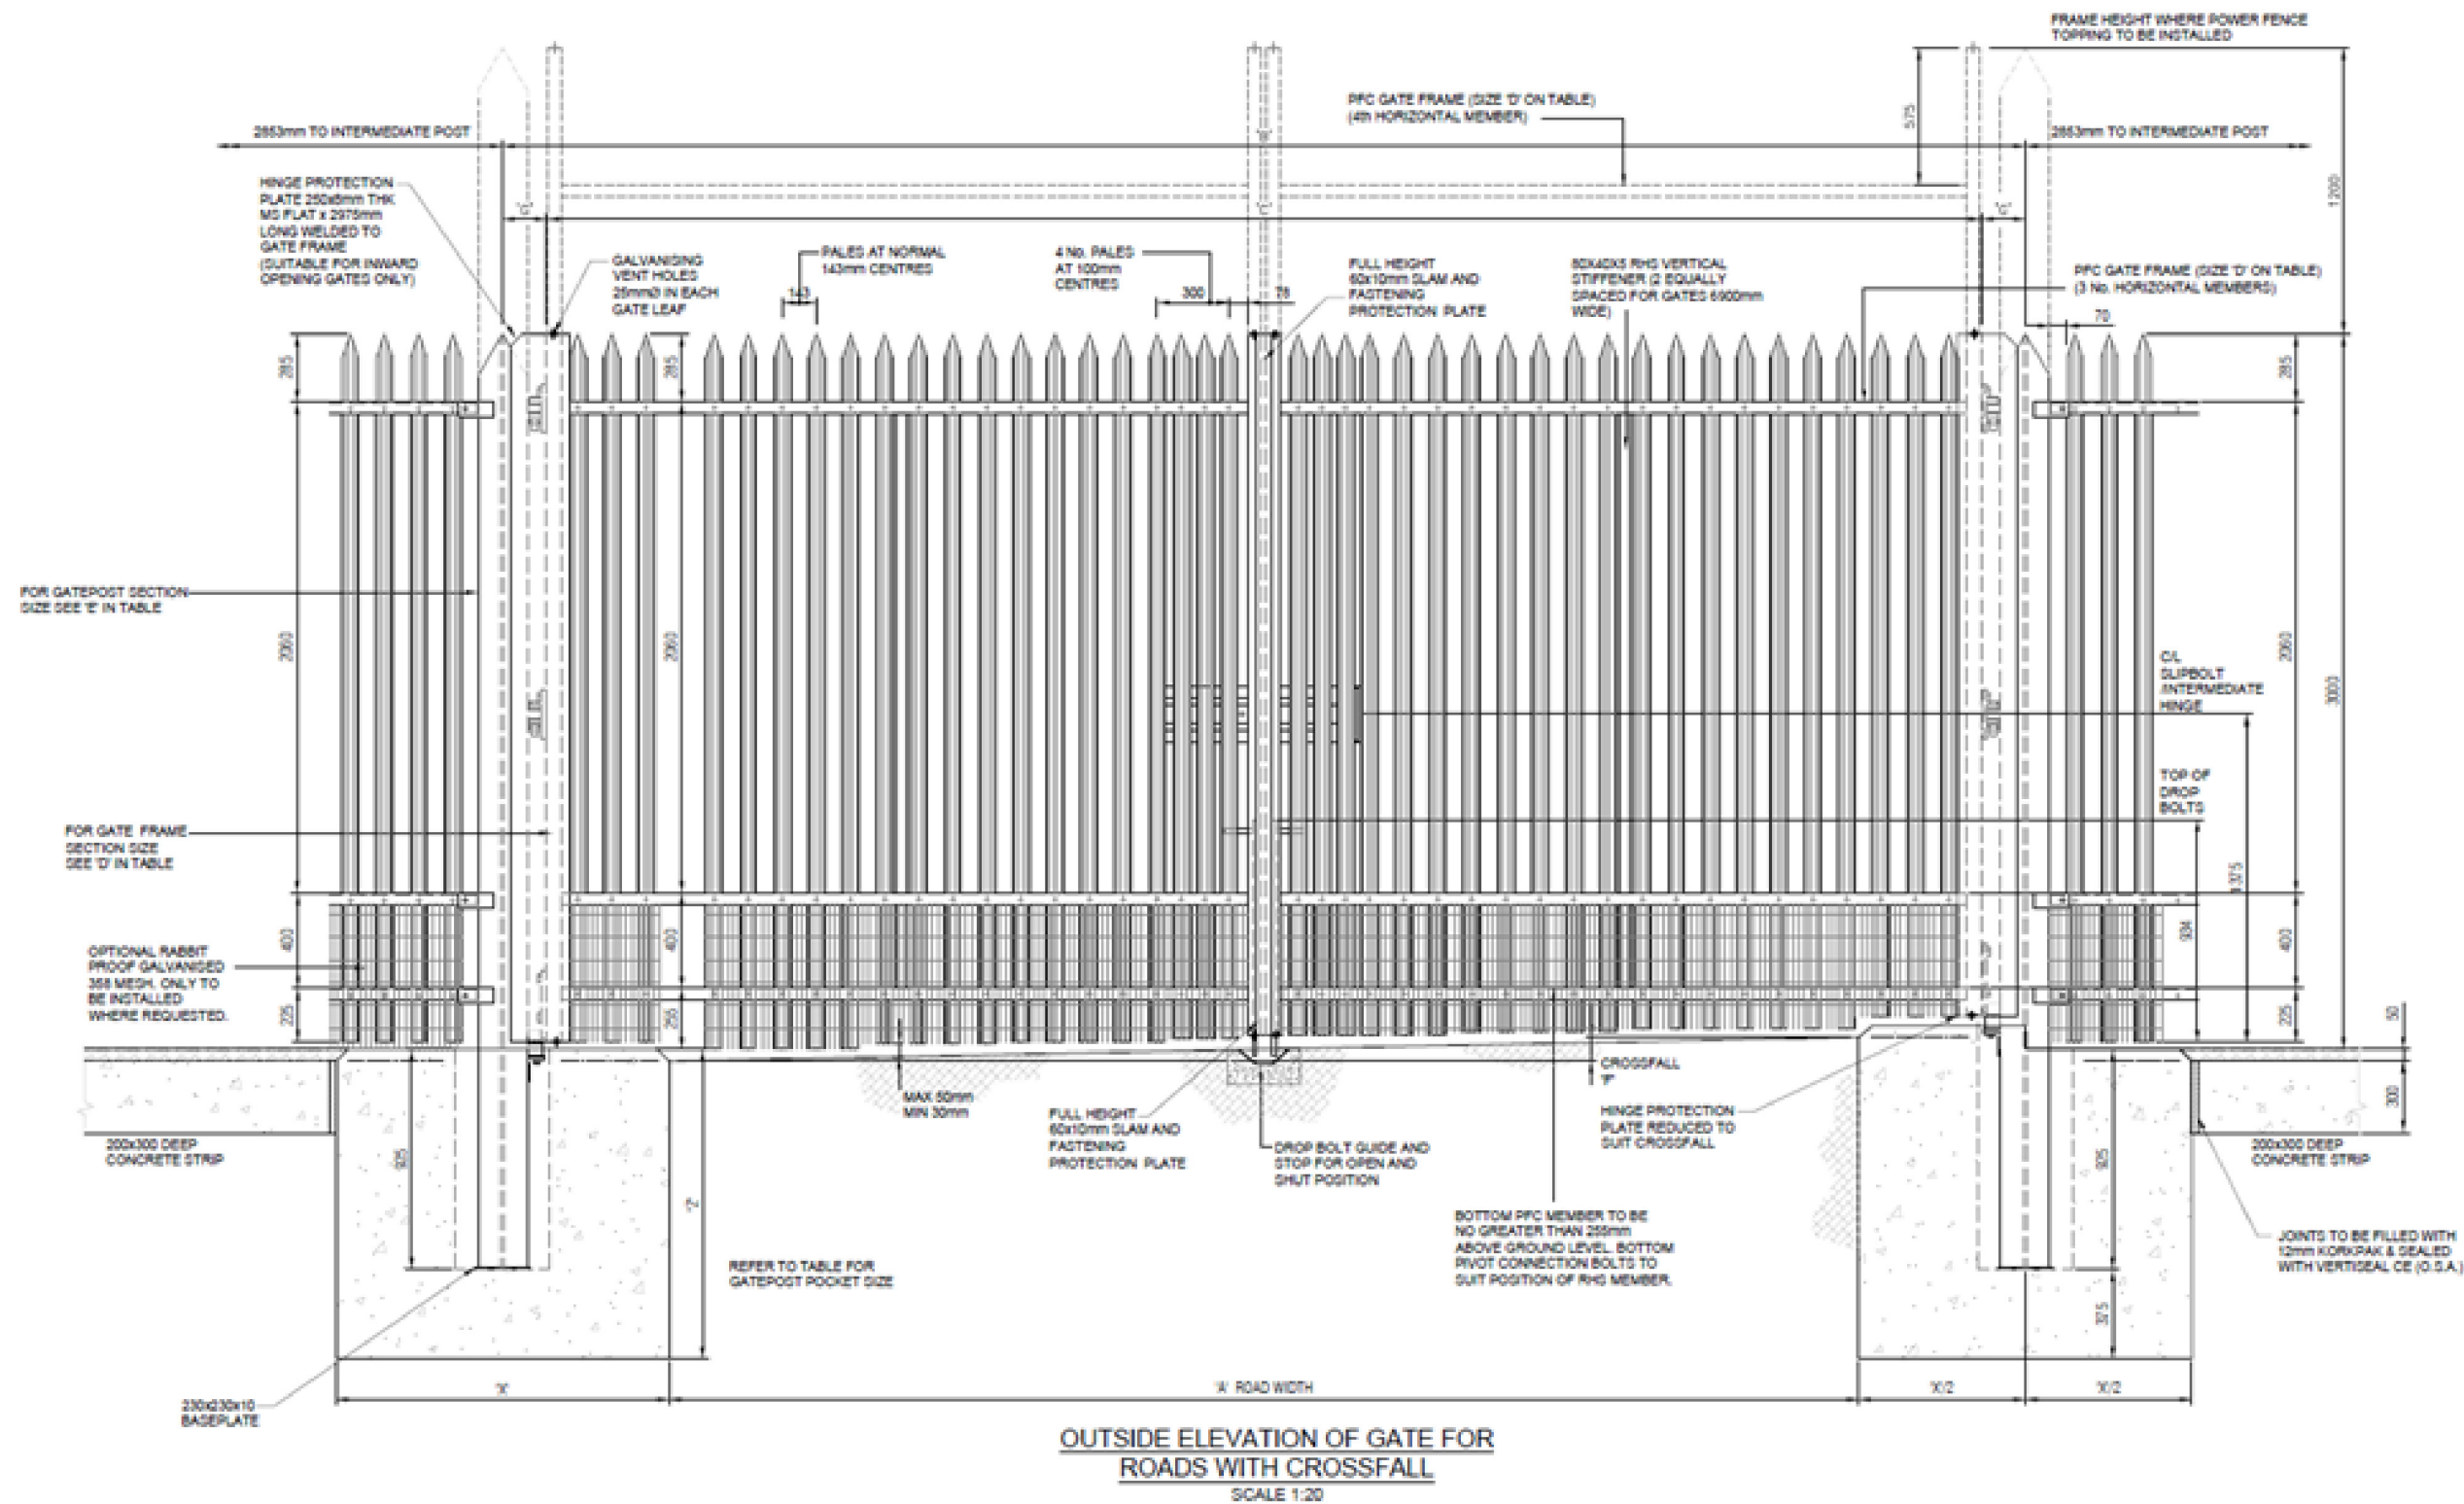 FRAME HEIGHT WHERE POWER FENCE
TOPPING TO BE INSTALLED
PFC GATE FRAME (SIZE 'D' ON TABLE)
(4th HORIZONTAL MEMBER)
575
1200
2853mm TO INTERMEDIATE POST
'B'
2853mm TO INTERMEDIATE POST
HINGE PROTECTION
PLATE 250x8mm THK
MS FLAT x 2975mm
LONG WELDED TO
GATE FRAME
(SUITABLE FOR INWARD
OPENING GATES ONLY)
'C'
GALVANISING
VENT HOLES
25mmØ IN EACH
GATE LEAF
PALES AT NORMAL
143mm CENTRES
143
4 No. PALES
AT 100mm
CENTRES
300
78
FULL HEIGHT
60x10mm SLAM AND
FASTENING
PROTECTION PLATE
80X40X5 RHS VERTICAL
STIFFENER (2 EQUALLY
SPACED FOR GATES 6900mm
WIDE)
PFC GATE FRAME (SIZE 'D' ON TABLE)
(3 No. HORIZONTAL MEMBERS)
70
285
285
285
FOR GATEPOST SECTION
SIZE SEE 'E' IN TABLE
2060
2060
2060
3000
C/L
SLIPBOLT
/INTERMEDIATE
HINGE
TOP OF
DROP
BOLTS
FOR GATE FRAME
SECTION SIZE
SEE 'D' IN TABLE
1375
934
OPTIONAL RABBIT
PROOF GALVANISED
358 MESH. ONLY TO
BE INSTALLED
WHERE REQUESTED.
400
400
400
225
255
225
50
MAX 50mm
MIN 30mm
CROSSFALL
'F'
FULL HEIGHT
60x10mm SLAM AND
FASTENING
PROTECTION PLATE
DROP BOLT GUIDE AND
STOP FOR OPEN AND
SHUT POSITION
HINGE PROTECTION
PLATE REDUCED TO
SUIT CROSSFALL
300
200x300 DEEP
CONCRETE STRIP
200x300 DEEP
CONCRETE STRIP
925
925
'Z'
BOTTOM PFC MEMBER TO BE
NO GREATER THAN 255mm
ABOVE GROUND LEVEL. BOTTOM
PIVOT CONNECTION BOLTS TO
SUIT POSITION OF RHS MEMBER.
REFER TO TABLE FOR
GATEPOST POCKET SIZE
JOINTS TO BE FILLED WITH
12mm KORKPAK & SEALED
WITH VERTISEAL CE (O.S.A.)
375
230x230x10
BASEPLATE
'X'
'A' ROAD WIDTH
'X'/2
'X'/2
OUTSIDE ELEVATION OF GATE FOR
ROADS WITH CROSSFALL
SCALE 1:20